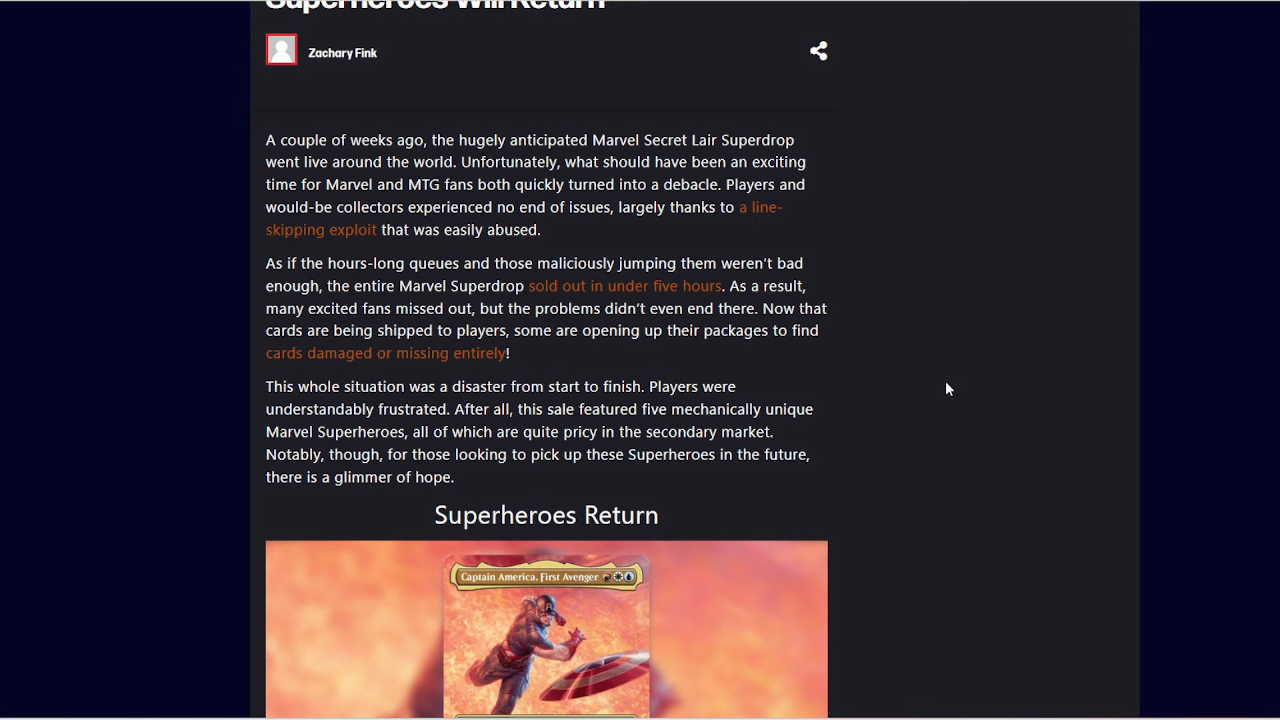 Superheroes Will Return
Zachary Fink
A couple of weeks ago, the hugely anticipated Marvel Secret Lair Superdrop
went live around the world. Unfortunately, what should have been an exciting
time for Marvel and MTG fans both quickly turned into a debacle. Players and
would-be collectors experienced no end of issues, largely thanks to a line-
skipping exploit that was easily abused.
As if the hours-long queues and those maliciously jumping them weren't bad
enough, the entire Marvel Superdrop sold out in under five hours. As a result,
many excited fans missed out, but the problems didn't even end there. Now that
cards are being shipped to players, some are opening up their packages to find
cards damaged or missing entirely!
This whole situation was a disaster from start to finish. Players were
understandably frustrated. After all, this sale featured five mechanically unique
Marvel Superheroes, all of which are quite pricy in the secondary market.
Notably, though, for those looking to pick up these Superheroes in the future,
there is a glimmer of hope.
Superheroes Return
Captain America, First Avenger